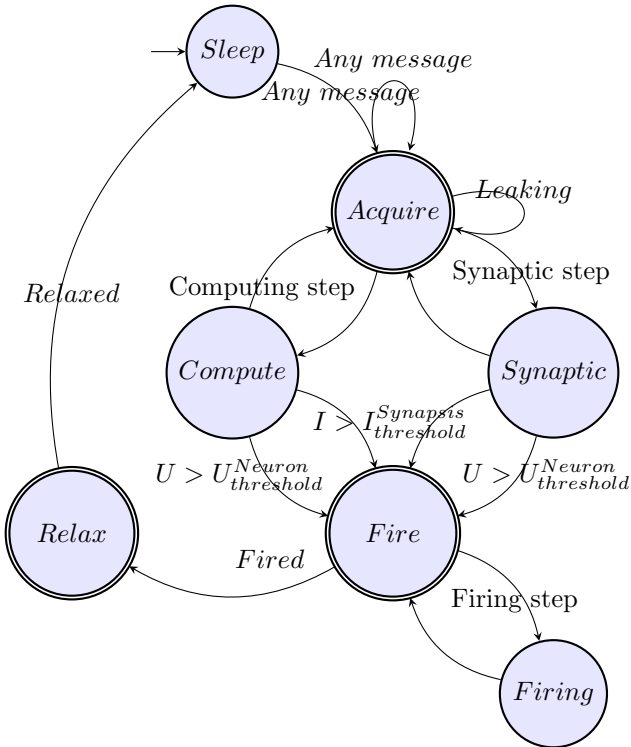 Sleep
Any message
Any message
Leaking
Acquire
Synaptic step
Computing step
Relaxed
Compute
Synaptic
I > I^{Synapsis}_{threshold}
U > U^{Neuron}_{threshold}
U > U^{Neuron}_{threshold}
Relax
Fire
Fired
Firing step
Firing